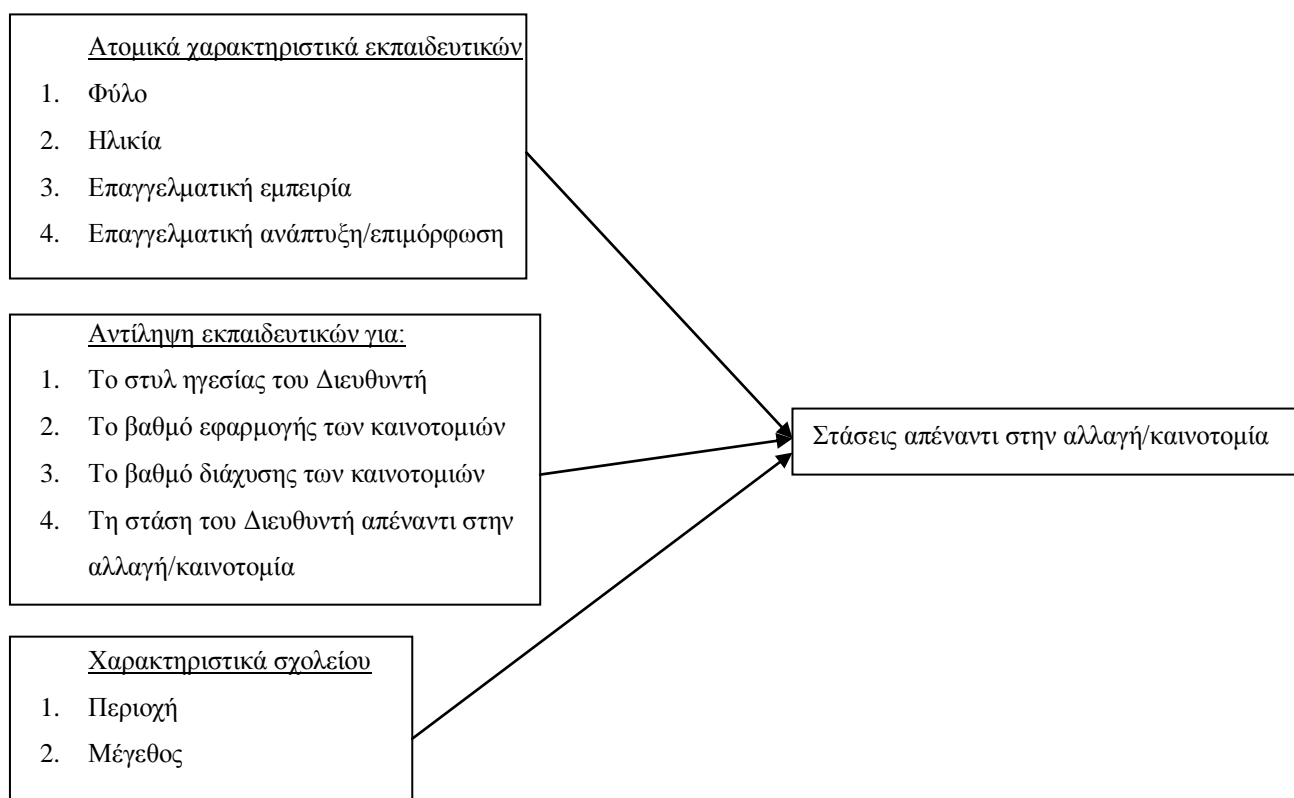 Ατομικά χαρακτηριστικά εκπαιδευτικών
1. Φύλο
2. Ηλικία
3. Επαγγελματική εμπειρία
4. Επαγγελματική ανάπτυξη/επιμόρφωση
Αντίληψη εκπαιδευτικών για:
1. Το στυλ ηγεσίας του Διευθυντή
2. Το βαθμό εφαρμογής των καινοτομιών
3. Το βαθμό διάχυσης των καινοτομιών
4. Τη στάση του Διευθυντή απέναντι στην
αλλαγή/καινοτομία
Στάσεις απέναντι στην αλλαγή/καινοτομία
Χαρακτηριστικά σχολείου
1. Περιοχή
2. Μέγεθος